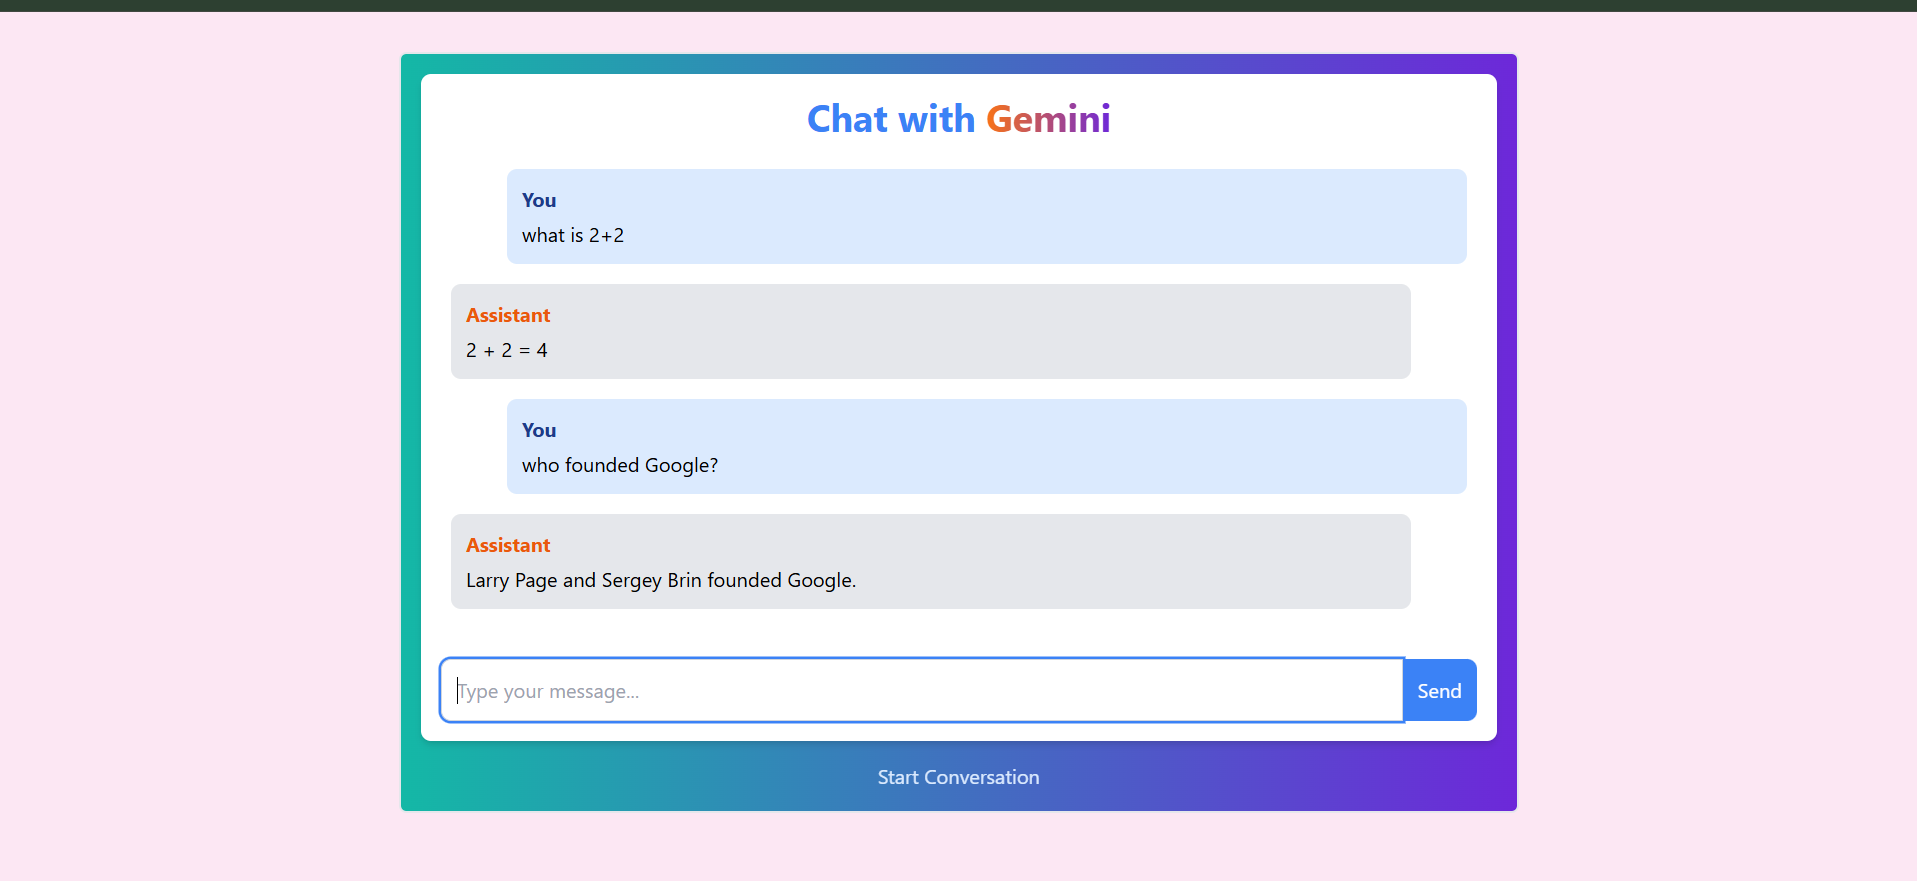 Chat with Gemini
You
what is 2+2
Assistant
2 + 2 = 4
You
who founded Google?
Assistant
Larry Page and Sergey Brin founded Google.
Type your message...
Send
Start Conversation